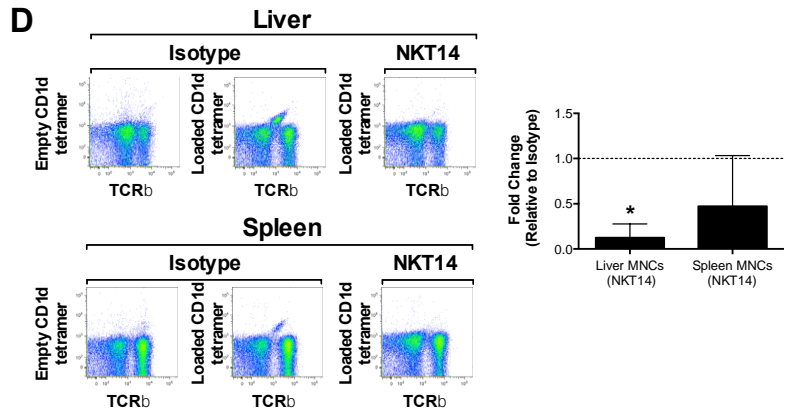 D
Liver
Isotype
NKT14
Empty CD1d
tetramer
Loaded CD1d
tetramer
Loaded CD1d
tetramer
TCRb
TCRb
TCRb
Spleen
Isotype
NKT14
Empty CD1d
tetramer
Loaded CD1d
tetramer
Loaded CD1d
tetramer
TCRb
TCRb
TCRb
Fold Change
(Relative to Isotype)
1.5
1.0
0.5
0.0
*
Liver MNCs
(NKT14)
Spleen MNCs
(NKT14)